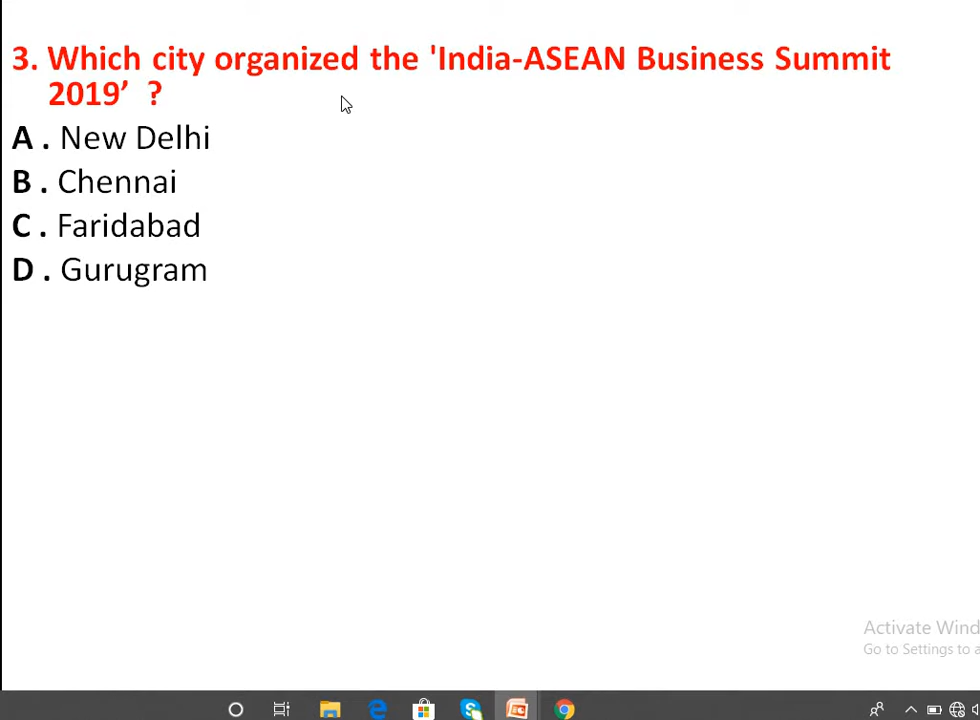 3. Which city organized the 'India-ASEAN Business Summit
2019’ ?
A . New Delhi
B . Chennai
C . Faridabad
D . Gurugram
Activate Wind
Go to Settings to a